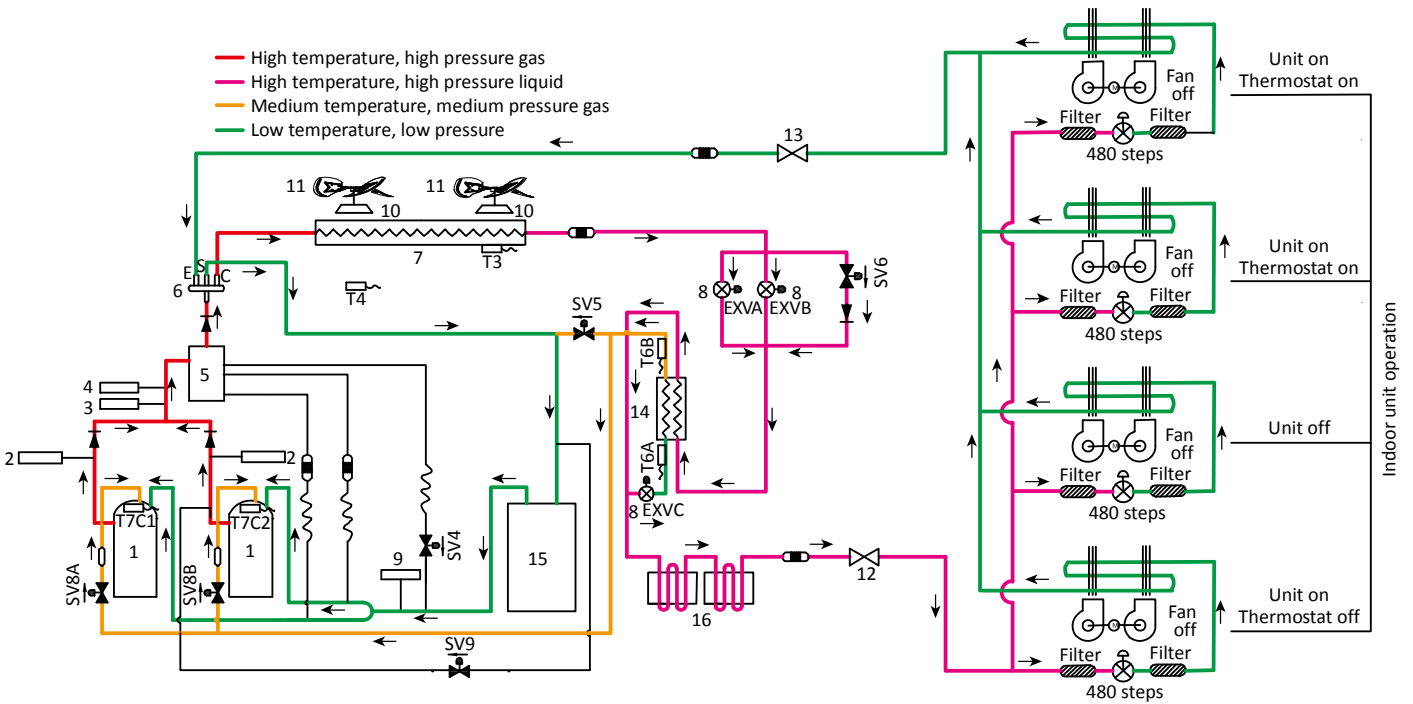 High temperature, high pressure gas
High temperature, high pressure liquid
Medium temperature, medium pressure gas
Low temperature, low pressure
13
11
11
10
10
7
T3
T4
E
S
C
6
5
4
3
2
2
T7C1
T7C2
1
1
SV8A
SV8B
9
SV4
SV9
15
SV5
T6B
14
T6A
8
EXVC
8
EXVA
8
EXVB
SV6
16
12
Fan
off
Filter
Filter
M
480 steps
Unit on
Thermostat on
Fan
off
Filter
Filter
M
480 steps
Unit on
Thermostat on
Fan
off
Filter
Filter
M
480 steps
Unit off
Fan
off
Filter
Filter
M
480 steps
Unit on
Thermostat off
Indoor unit operation